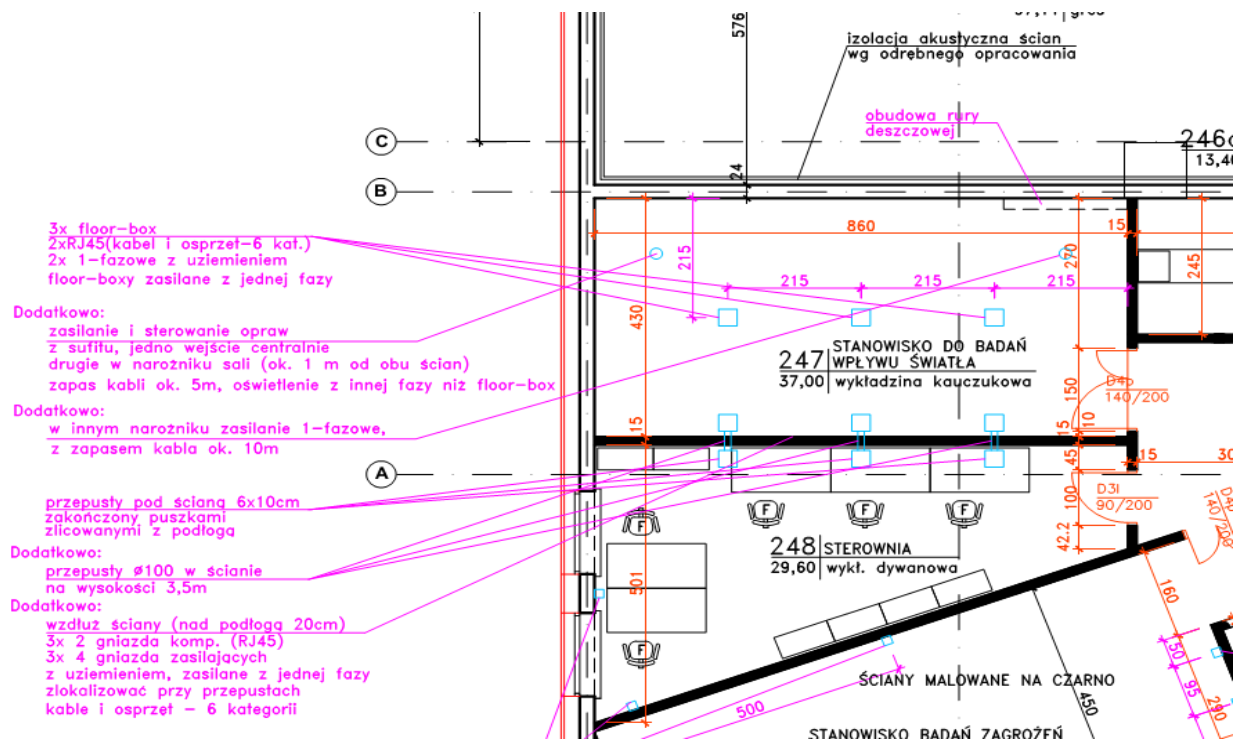 576
izolacja akustyczna ścian
wg odrębnego opracowania
obudowa rury
deszczowej
C
B
24
13,40
860
15
3x floor-box
2xRJ45(kabel i osprzęt-6 kat.)
2x 1-fazowe z uziemieniem
floor-boxy zasilane z jednej fazy
215
215
215
215
270
245
Dodatkowo:
zasilanie i sterowanie opraw
z sufitu, jedno wejście centralnie
drugie w narożniku sali (ok. 1 m od obu ścian)
zapas kabli ok. 5m, oświetlenie z innej fazy niż floor-box
430
247
37,00
STANOWISKO DO BADAŃ
WPŁYWU ŚWIATŁA
wykładzina kauczukowa
150
D4p
140/200
Dodatkowo:
w innym narożniku zasilanie 1-fazowe,
z zapasem kabla ok. 10m
15
15
10
A
45
15
30
przepusty pod ścianą 6x10cm
zakończony puszkami
zlicowanymi z podłogą
D3l
90/200
100
D4p
140/200
F
F
F
F
42.2
Dodatkowo:
przepusty ø100 w ścianie
na wysokości 3,5m
248
29,60
STEROWNIA
wykł. dywanowa
501
160
Dodatkowo:
wzdłuż ściany (nad podłogą 20cm)
3x 2 gniazda komp. (RJ45)
3x 4 gniazda zasilających
z uziemieniem, zasilane z jednej fazy
zlokalizować przy przepustach
kable i osprzęt – 6 kategorii
F
ŚCIANY MALOWANE NA CZARNO
500
450
50
95
290
STANOWISKO BADAŃ ZAGROŻEŃ